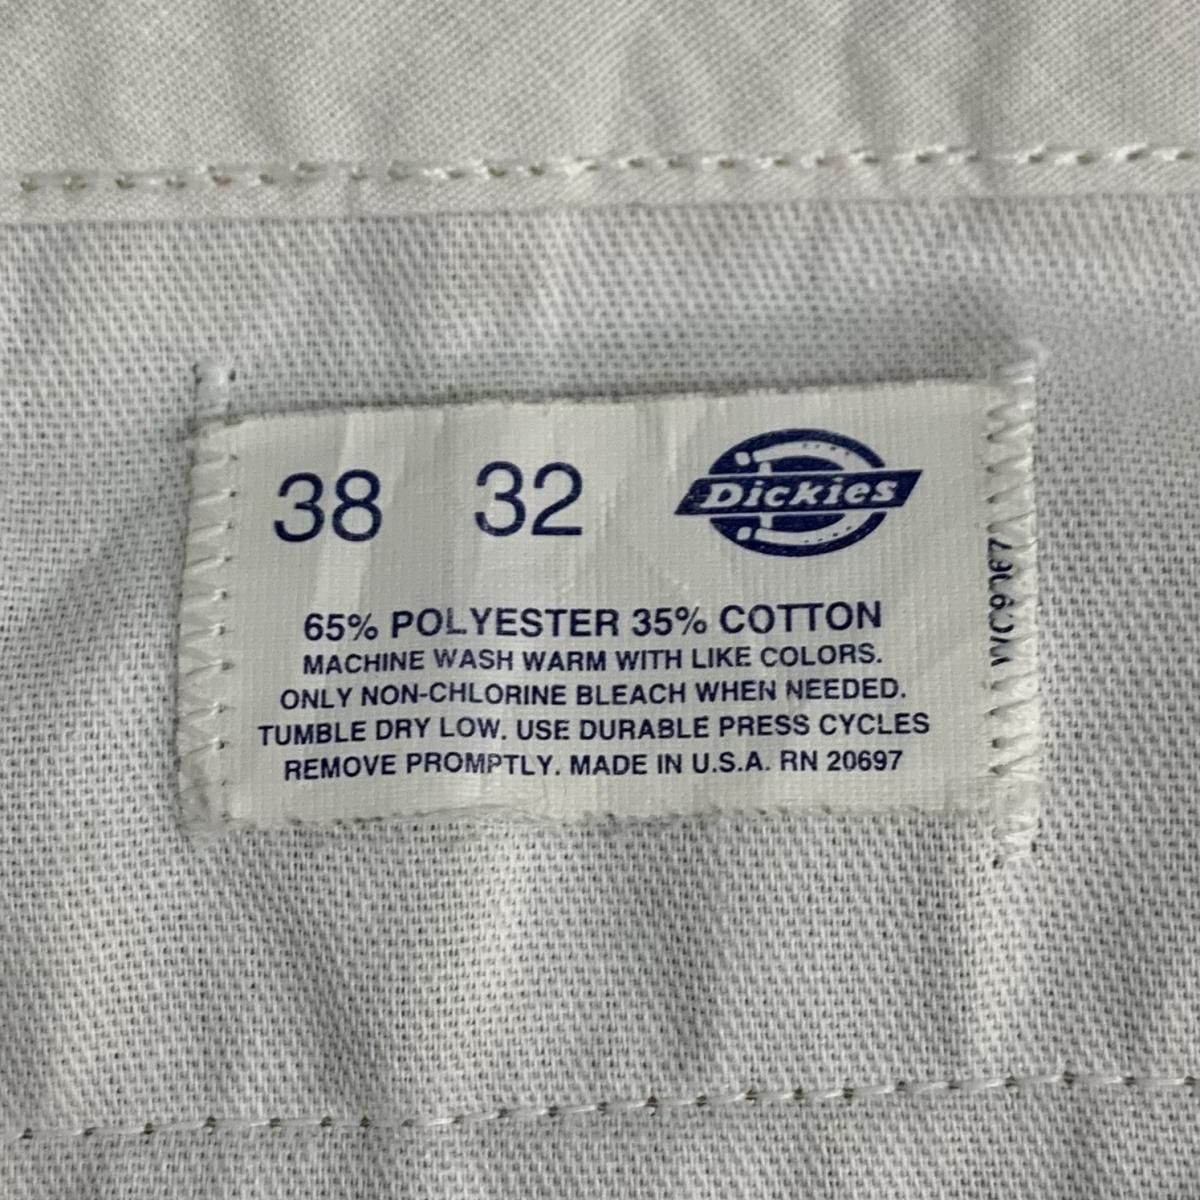 38 32 Dickies
65% POLYESTER 35% COTTON
MACHINE WASH WARM WITH LIKE COLORS.
ONLY NON-CHLORINE BLEACH WHEN NEEDED.
TUMBLE DRY LOW. USE DURABLE PRESS CYCLES
REMOVE PROMPTLY. MADE IN U.S.A. RN 20697